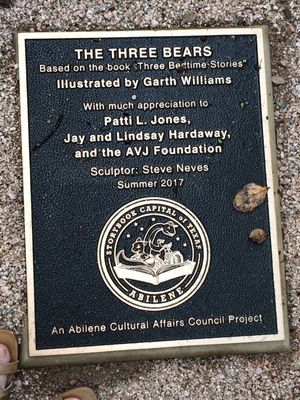 THE THREE BEARS
Based on the book "Three Bedtime Stories"
Illustrated by Garth Williams
With much appreciation to
Patti L. Jones,
Jay and Lindsay Hardaway,
and the AVJ Foundation
Sculptor: Steve Neves
Summer 2017
STORYBOOK CAPITAL of TEXAS
ABILENE
An Abilene Cultural Affairs Council Project